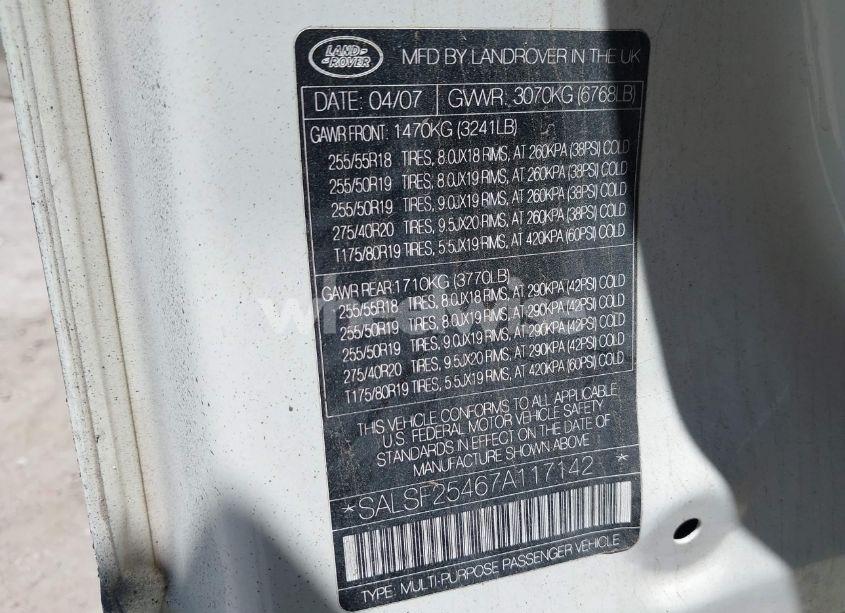 LAND
ROVER
MFD BY LANDROVER IN THE UK
DATE: 04/07 GVWR: 3070KG (6768LB)
GAWR FRONT: 1470KG (3241LB)
255/55R18 TIRES, 8.0JX18 RIMS, AT 260KPA (38PSI) COLD
255/50R19 TIRES, 8.0JX19 RIMS, AT 260KPA (38PSI) COLD
255/50R19 TIRES, 9.0JX19 RIMS, AT 260KPA (38PSI) COLD
275/40R20 TIRES, 9.5JX20 RIMS, AT 260KPA (38PSI) COLD
T175/80R19 TIRES, 5.5JX19 RIMS, AT 420KPA (60PSI) COLD
GAWR REAR: 1710KG (3770LB)
255/55R18 TIRES, 8.0JX18 RIMS, AT 290KPA (42PSI) COLD
255/50R19 TIRES, 8.0JX19 RIMS, AT 290KPA (42PSI) COLD
255/50R19 TIRES, 9.0JX19 RIMS, AT 290KPA (42PSI) COLD
275/40R20 TIRES, 9.5JX20 RIMS, AT 290KPA (42PSI) COLD
T175/80R19 TIRES, 5.5JX19 RIMS, AT 420KPA (60PSI) COLD
THIS VEHICLE CONFORMS TO ALL APPLICABLE
U.S. FEDERAL MOTOR VEHICLE SAFETY
STANDARDS IN EFFECT ON THE DATE OF
MANUFACTURE SHOWN ABOVE
*SALSF25467A117142*
TYPE: MULTI-PURPOSE PASSENGER VEHICLE